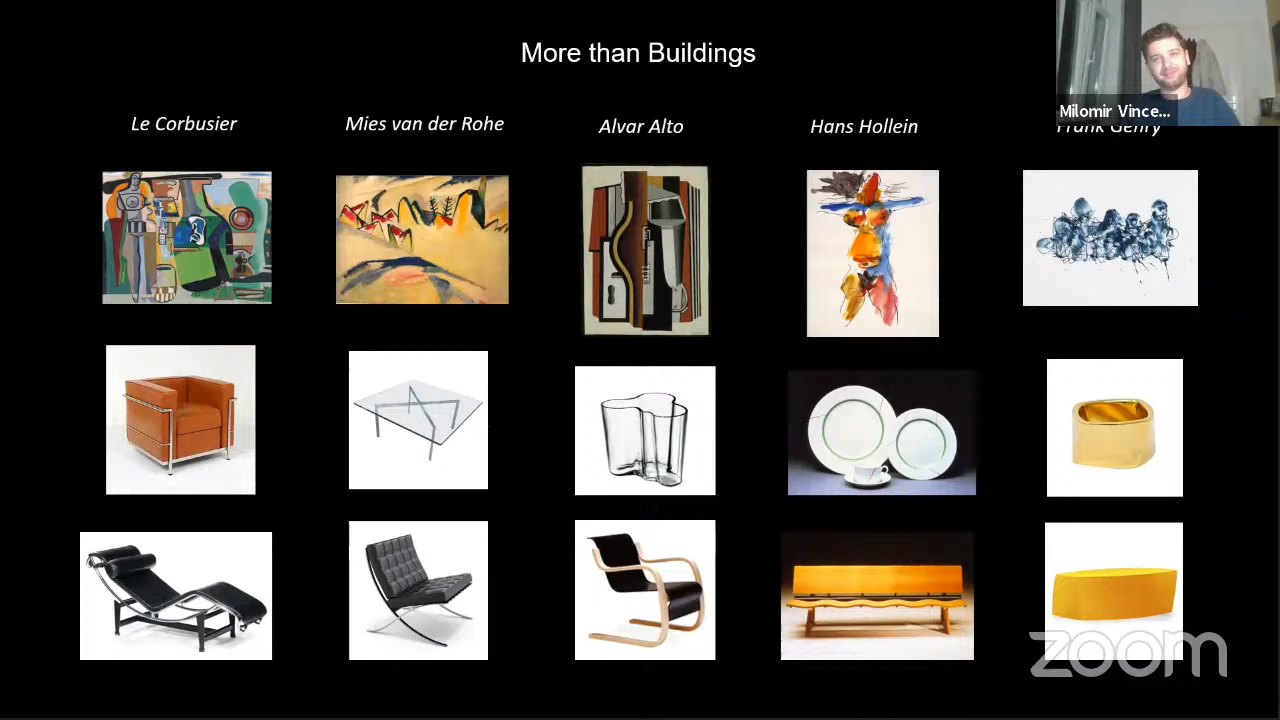 More than Buildings
Milomir Vince...
Le Corbusier
Mies van der Rohe
Alvar Alto
Hans Hollein
Frank Gehry
zoom